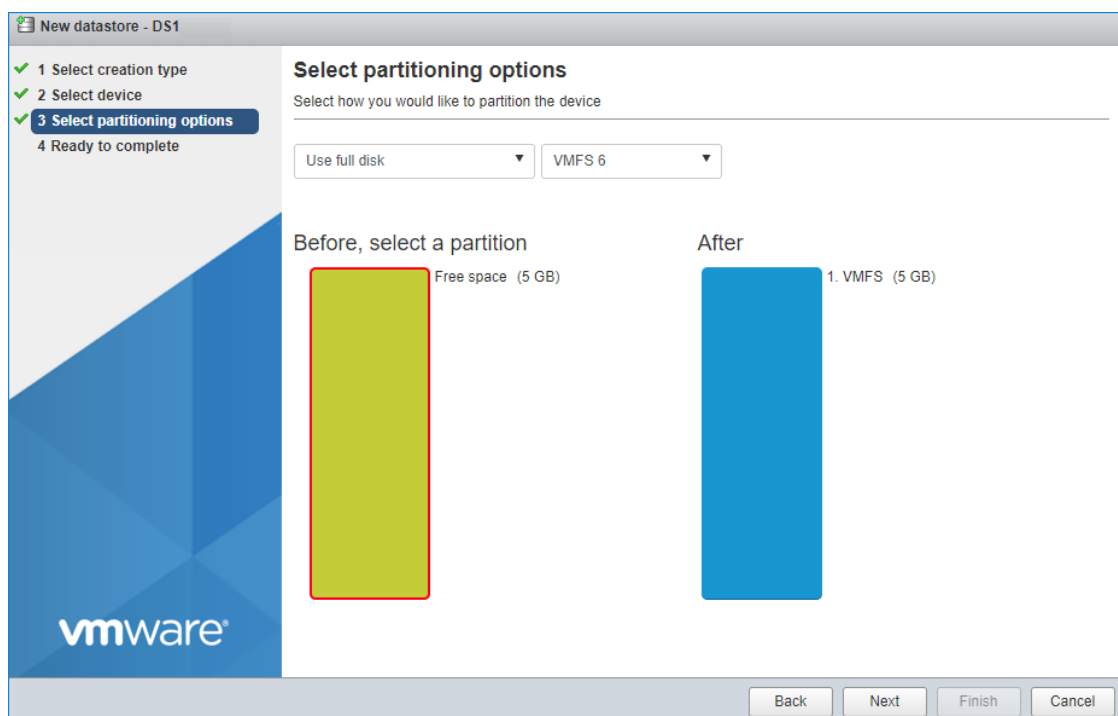 New datastore - DS1
1 Select creation type
2 Select device
3 Select partitioning options
4 Ready to complete
Select partitioning options
Select how you would like to partition the device
Use full disk
VMFS 6
Before, select a partition
After
Free space (5 GB)
1. VMFS (5 GB)
vmware®
Back
Next
Finish
Cancel